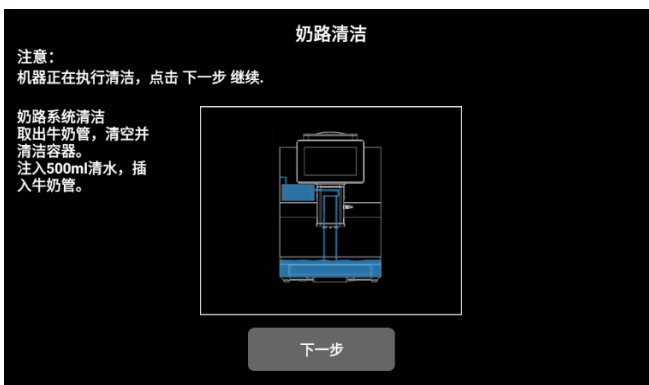 奶路清洁
注意：
机器正在执行清洁，点击 下一步 继续.
奶路系统清洁
取出牛奶管，清空并
清洁容器。
注入500ml清水，插
入牛奶管。
下一步